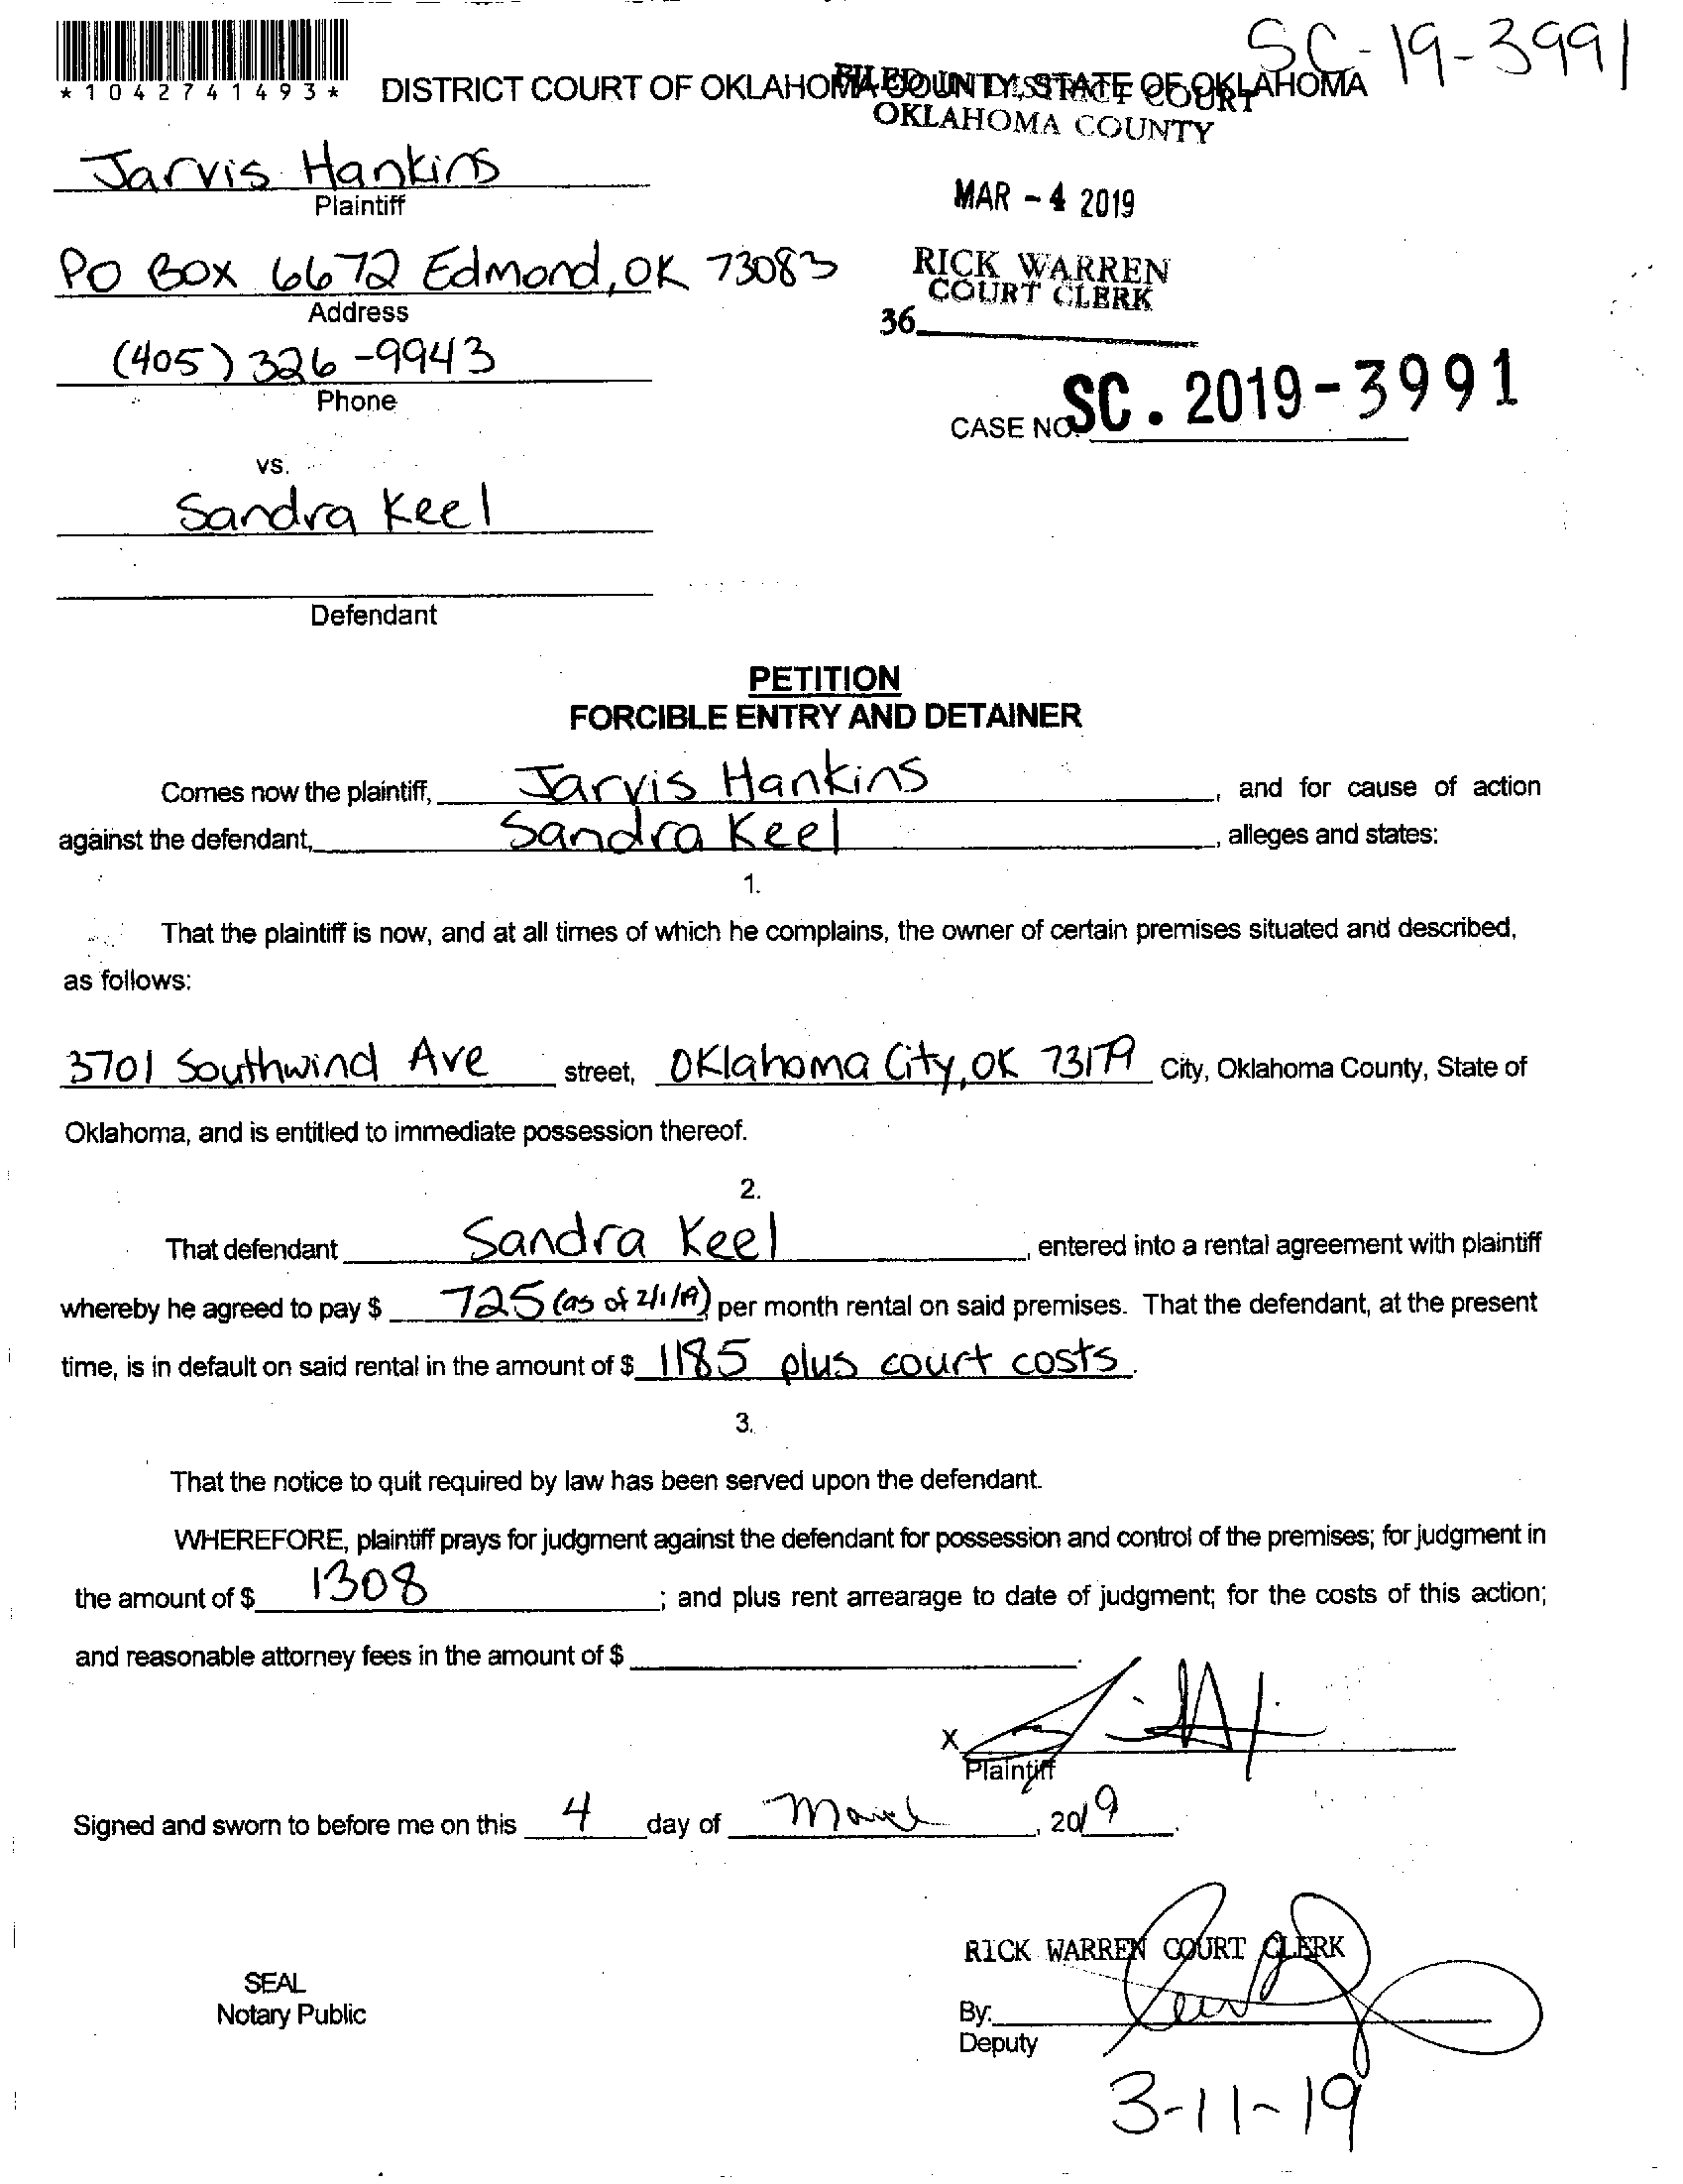 SC-19-3991
*1042741493*
DISTRICT COURT OF OKLAHOMA COUNTY, STATE OF OKLAHOMA
FILED IN DISTRICT COURT
OKLAHOMA COUNTY
Jarvis Hankins
Plaintiff
MAR - 4 2019
PO Box 6672 Edmond, OK 73083
Address
RICK WARREN
COURT CLERK
36
(405) 326-9943
Phone
CASE NO. SC. 2019-3991
vs.
Sandra Keel
Defendant
PETITION
FORCIBLE ENTRY AND DETAINER
Comes now the plaintiff, Jarvis Hankins, and for cause of action
against the defendant, Sandra Keel, alleges and states:
1.
That the plaintiff is now, and at all times of which he complains, the owner of certain premises situated and described,
as follows:
3701 Southwind Ave street, Oklahoma City, OK 73179 City, Oklahoma County, State of
Oklahoma, and is entitled to immediate possession thereof.
2.
That defendant Sandra Keel, entered into a rental agreement with plaintiff
whereby he agreed to pay $ 725 (as of 2/1/19) per month rental on said premises. That the defendant, at the present
time, is in default on said rental in the amount of $ 1185 plus court costs.
3.
That the notice to quit required by law has been served upon the defendant.
WHEREFORE, plaintiff prays for judgment against the defendant for possession and control of the premises; for judgment in
the amount of $ 1308; and plus rent arrearage to date of judgment; for the costs of this action;
and reasonable attorney fees in the amount of $
X
Plaintiff
Signed and sworn to before me on this 4 day of March, 2019.
RICK WARREN COURT CLERK
SEAL
Notary Public
By:
Deputy
3-11-19